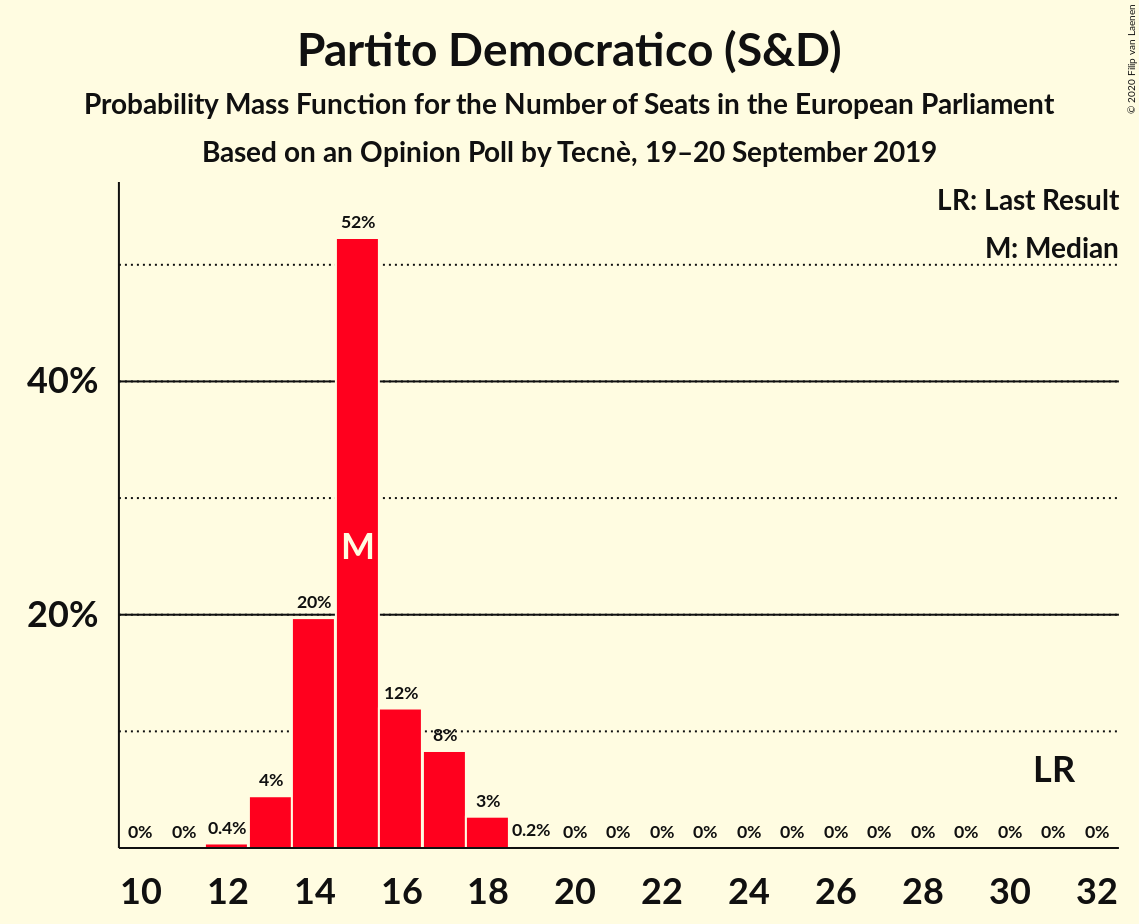 Partito Democratico (S&D)
Probability Mass Function for the Number of Seats in the European Parliament
Based on an Opinion Poll by Tecnè, 19–20 September 2019
© 2020 Filip van Laenen
LR: Last Result
M: Median
40%
20%
0% 0% 0.4% 4% 20% 52% 12% 8% 3% 0.2% 0% 0% 0% 0% 0% 0% 0% 0% 0% 0% 0% 0% 0%
M
LR
10 12 14 16 18 20 22 24 26 28 30 32